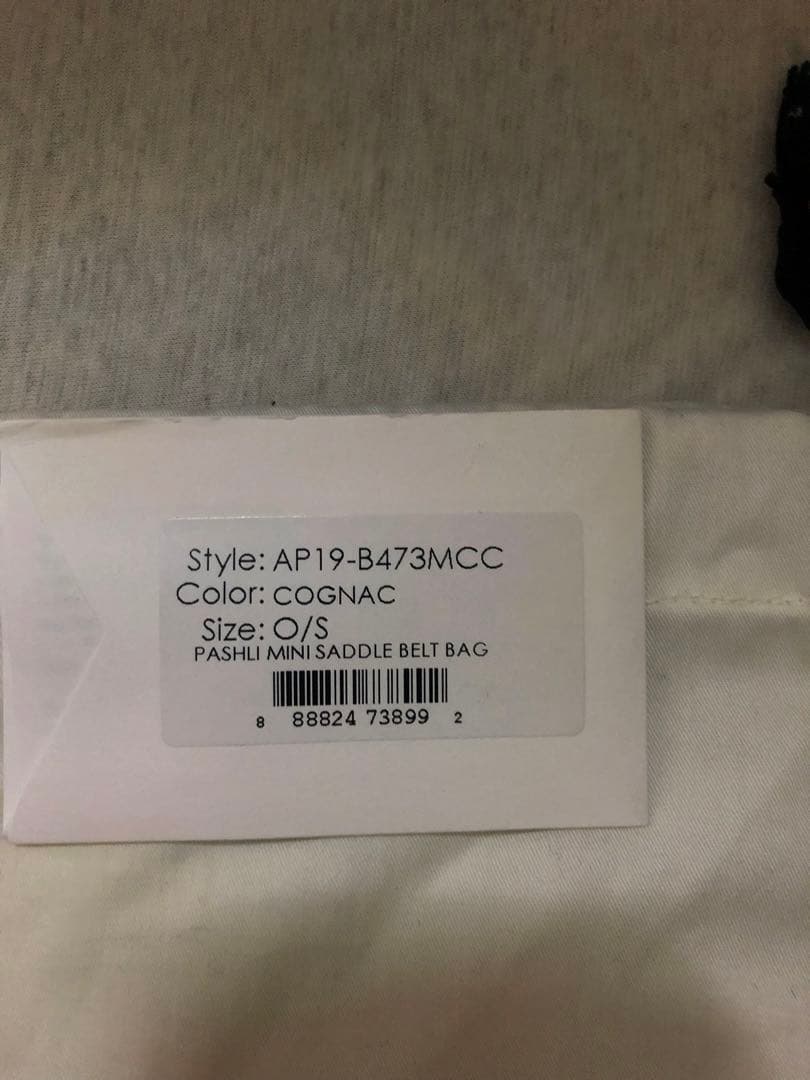 Style: AP19-B473MCC
Color: COGNAC
Size: O/S
PASHLI MINI SADDLE BELT BAG
8 88824 73899 2